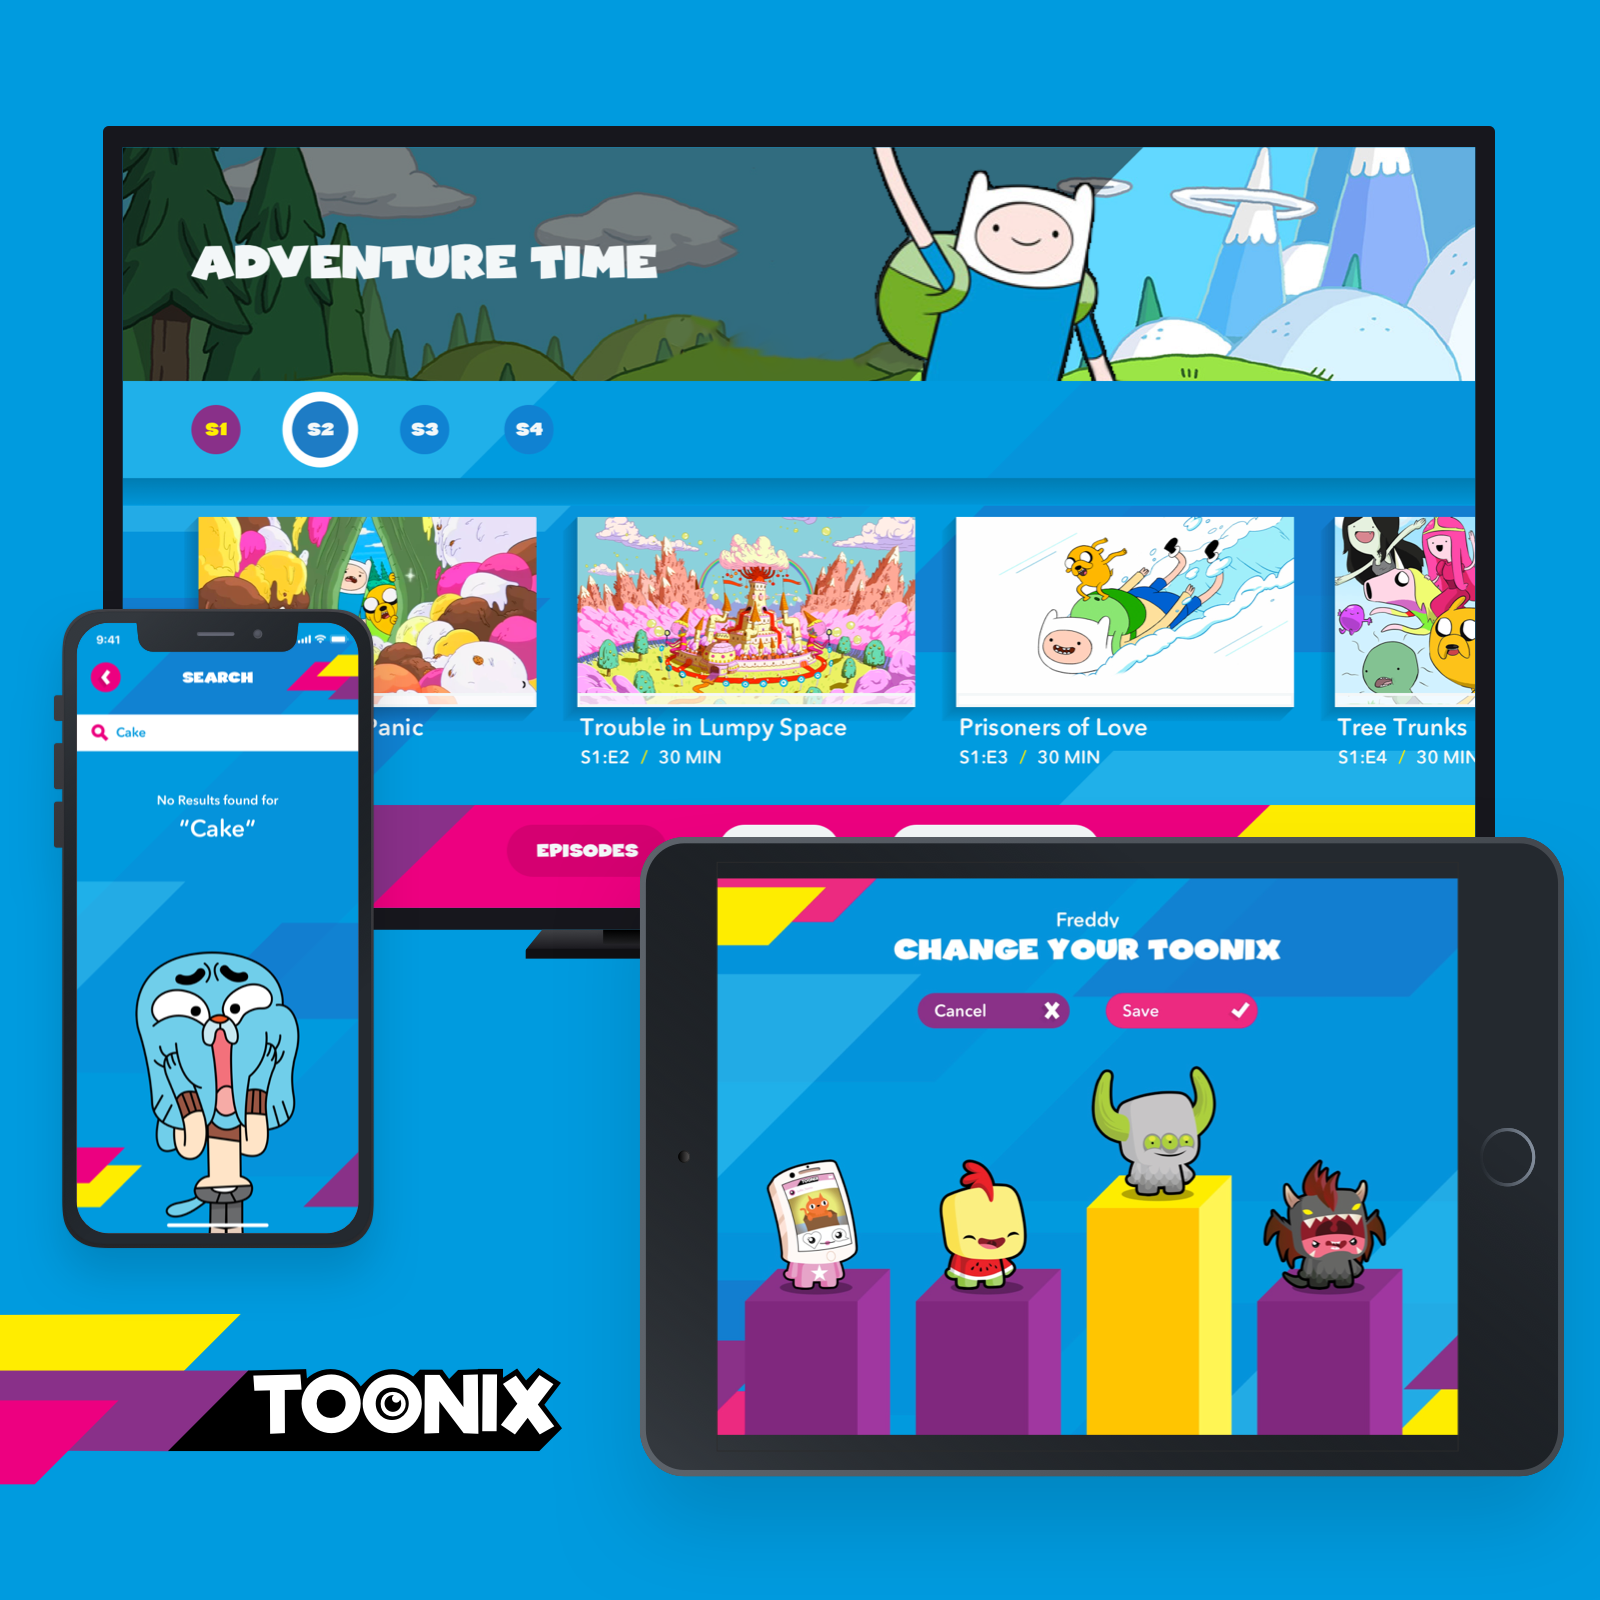 ADVENTURE TIME
S1 S2 S3 S4
Panic
Trouble in Lumpy Space
S1:E2 / 30 MIN
Prisoners of Love
S1:E3 / 30 MIN
Tree Trunks
S1:E4 / 30 MIN
EPISODES
9:41
SEARCH
Cake
No Results found for
“Cake”
Freddy
CHANGE YOUR TOONIX
Cancel
Save
TOONIX